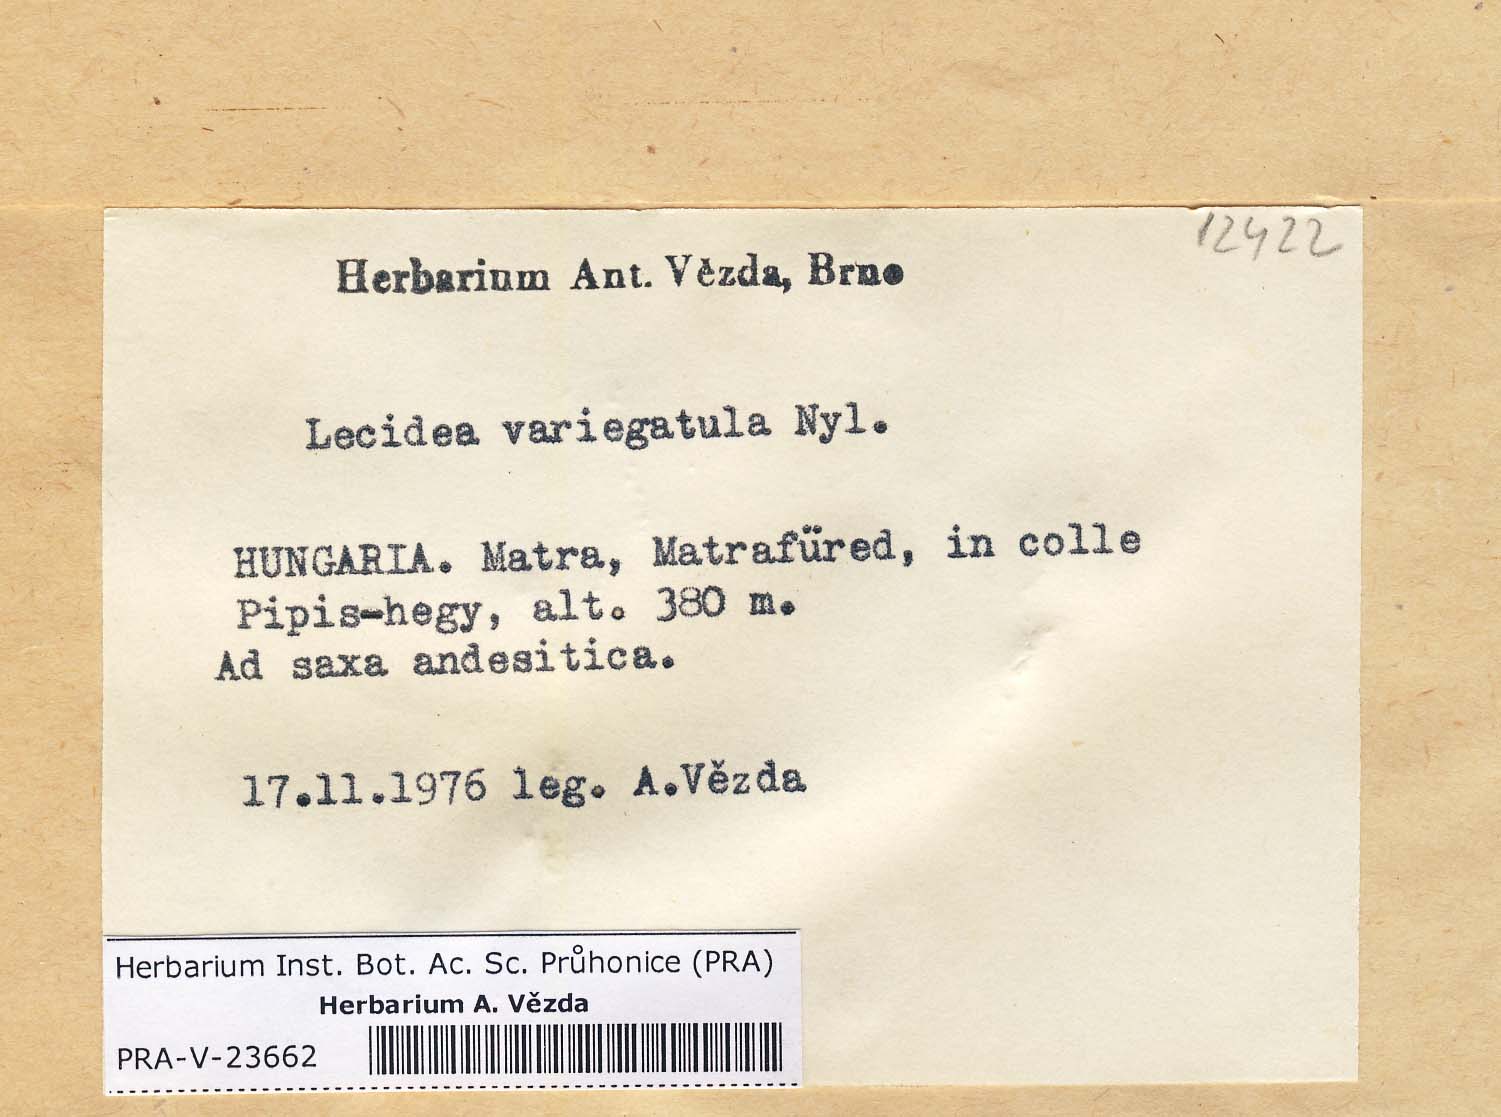 12422
Herbarium Ant. Vězda, Brno
Lecidea variegatula Nyl.
HUNGARIA. Matra, Matrafüred, in colle
Pipis-hegy, alt. 380 m.
Ad saxa andesitica.
17.11.1976 leg. A.Vězda
Herbarium Inst. Bot. Ac. Sc. Průhonice (PRA)
Herbarium A. Vězda
PRA-V-23662